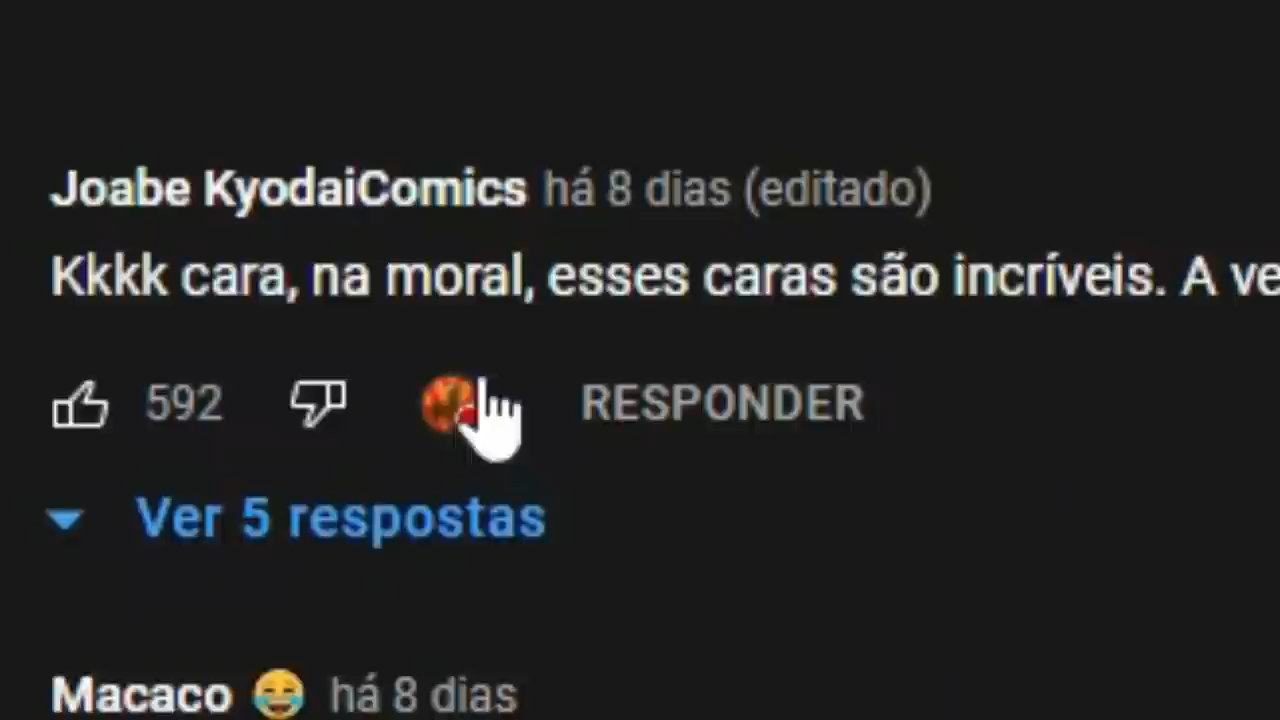 Joabe KyodaiComics há 8 dias (editado)
Kkkk cara, na moral, esses caras são incríveis. A ve
592 RESPONDER
Ver 5 respostas
Macaco 😂 há 8 dias